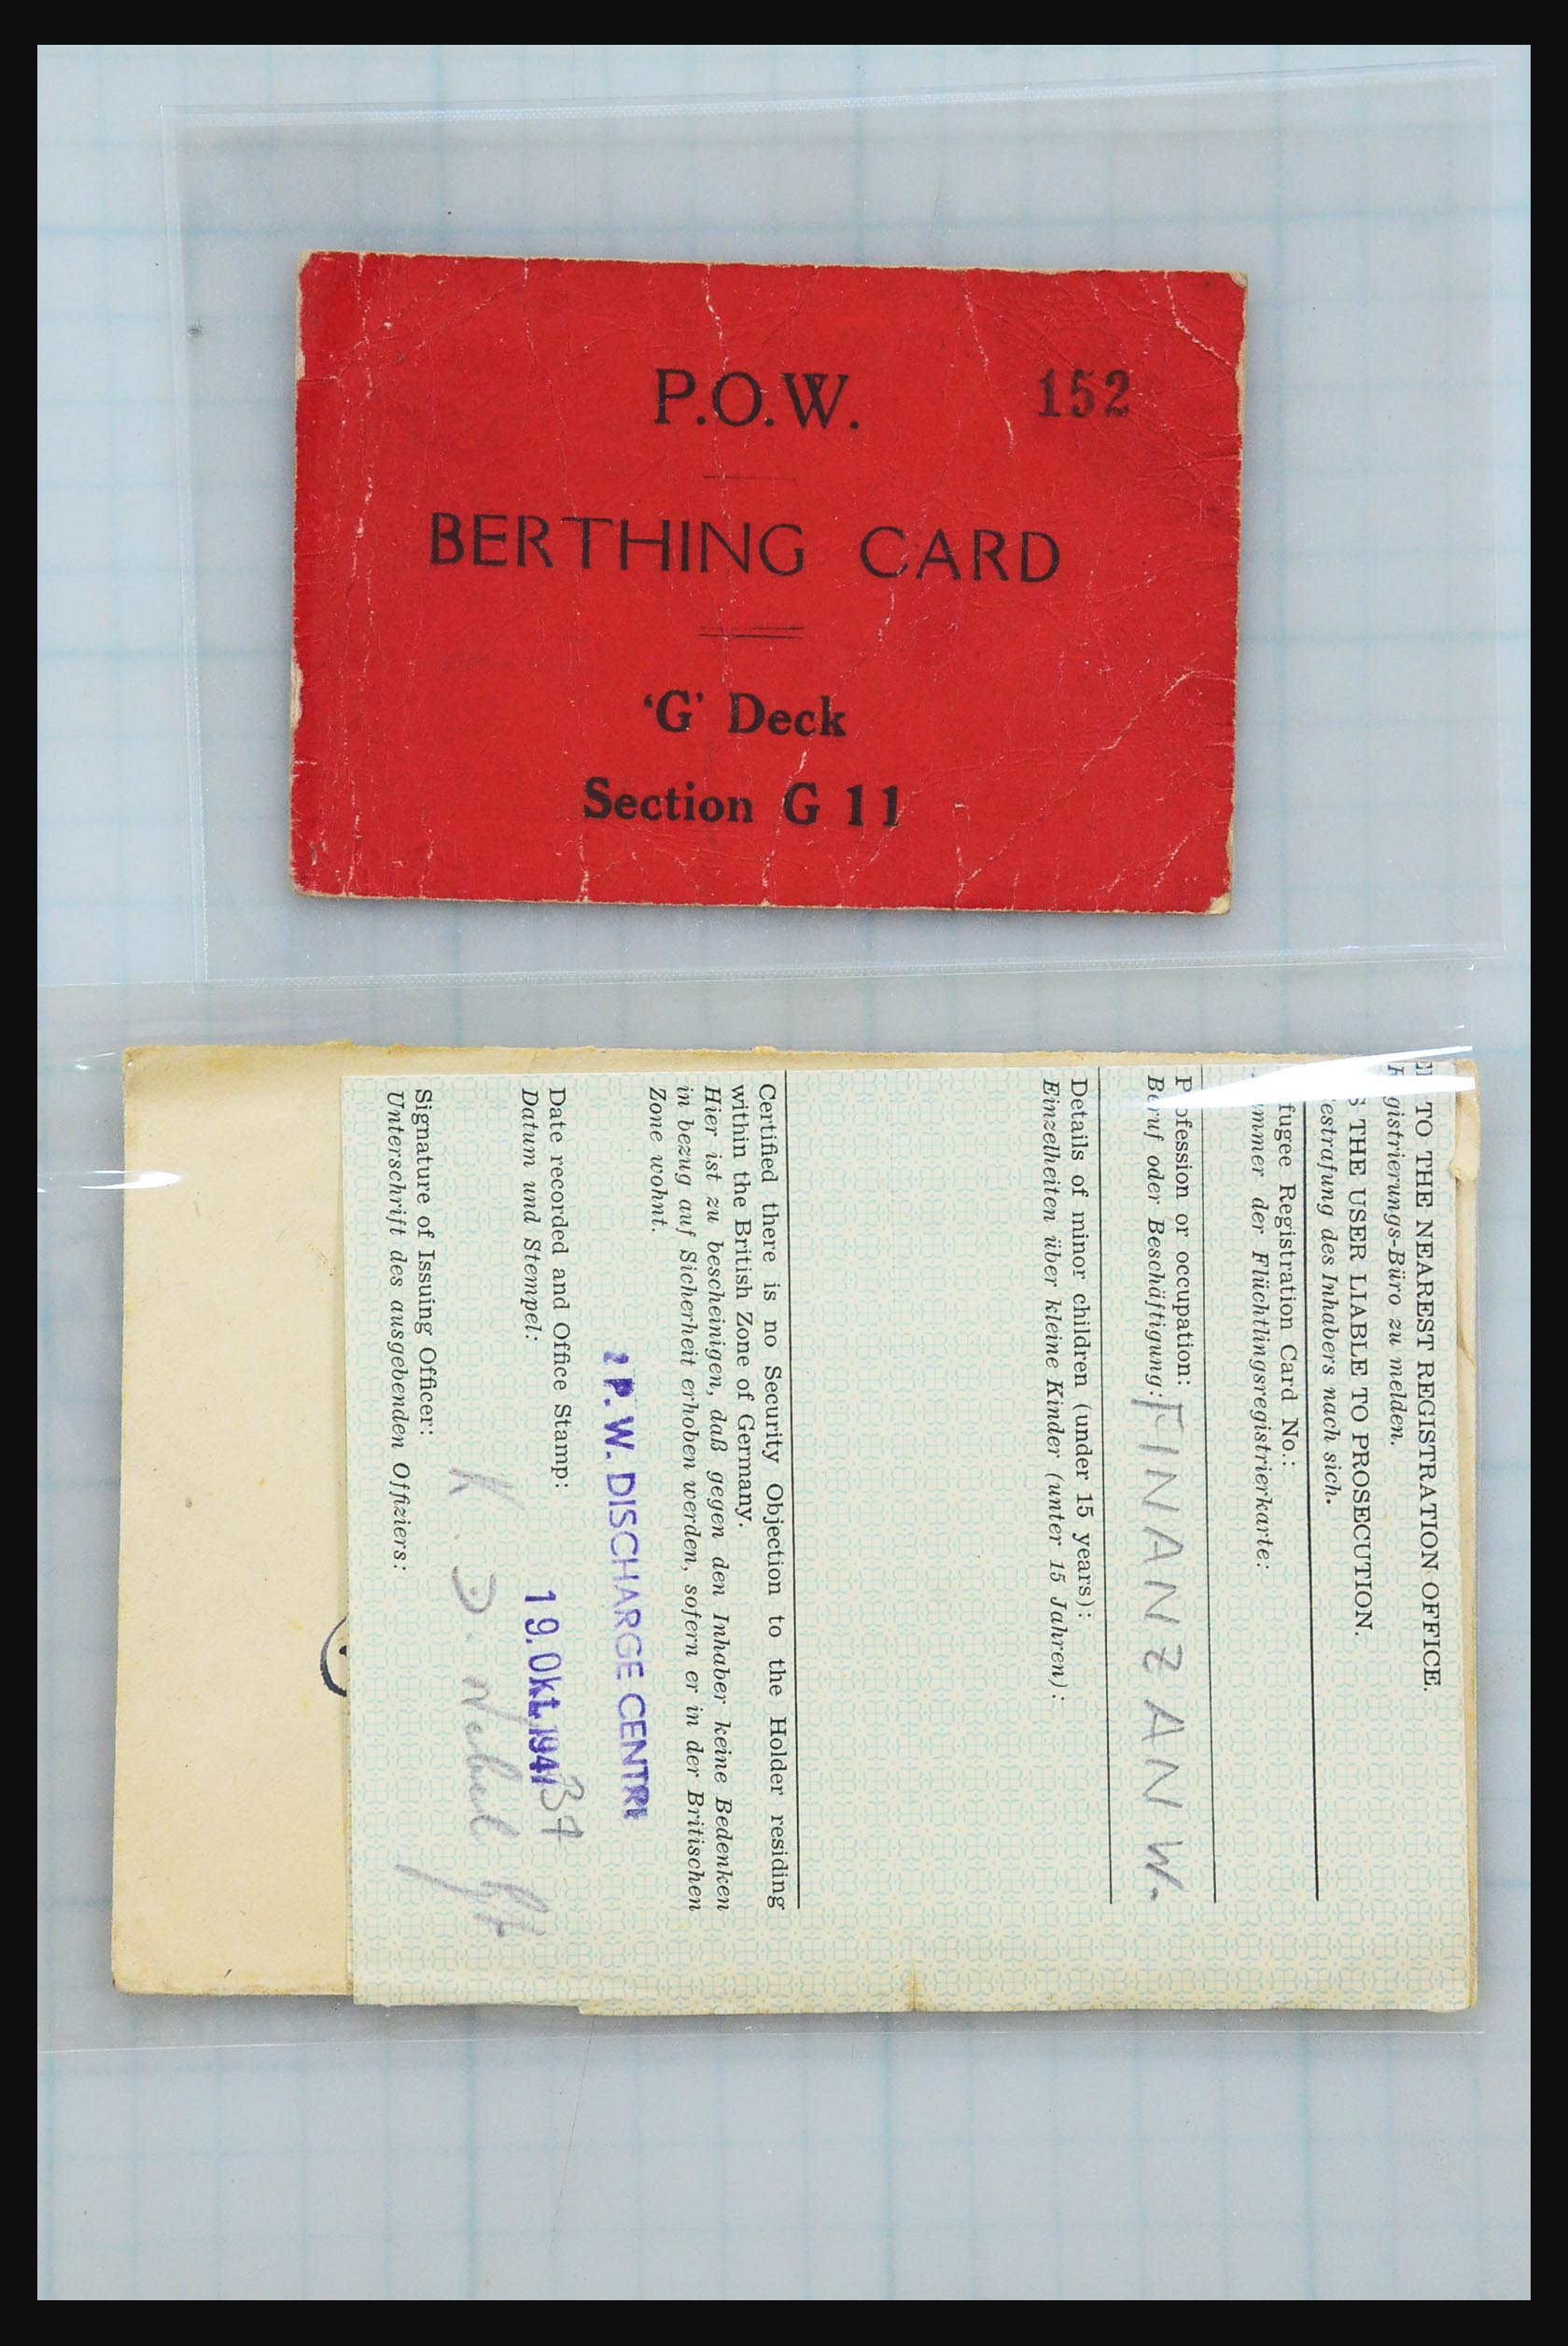 P.O.W. 152
BERTHING CARD
'G' Deck
Section G 11
TO THE NEAREST REGISTRATION OFFICE.
gistrierungs-Büro zu melden.
S THE USER LIABLE TO PROSECUTION.
estrafung des Inhabers nach sich.
fugee Registration Card No.:
mmer der Flüchtlingsregistrierkarte:
Profession or occupation:
Beruf oder Beschäftigung: FINANZANW.
Details of minor children (under 15 years):
Einzelheiten über kleine Kinder (unter 15 Jahren):
Certified there is no Security Objection to the Holder residing
within the British Zone of Germany.
Hier ist zu bescheinigen, daß gegen den Inhaber keine Bedenken
in bezug auf Sicherheit erhoben werden, sofern er in der Britischen
Zone wohnt.
P.W. DISCHARGE CENTR
Date recorded and Office Stamp:
Datum und Stempel: 19. Okt. 194
Signature of Issuing Officer:
Unterschrift des ausgebenden Offiziers: